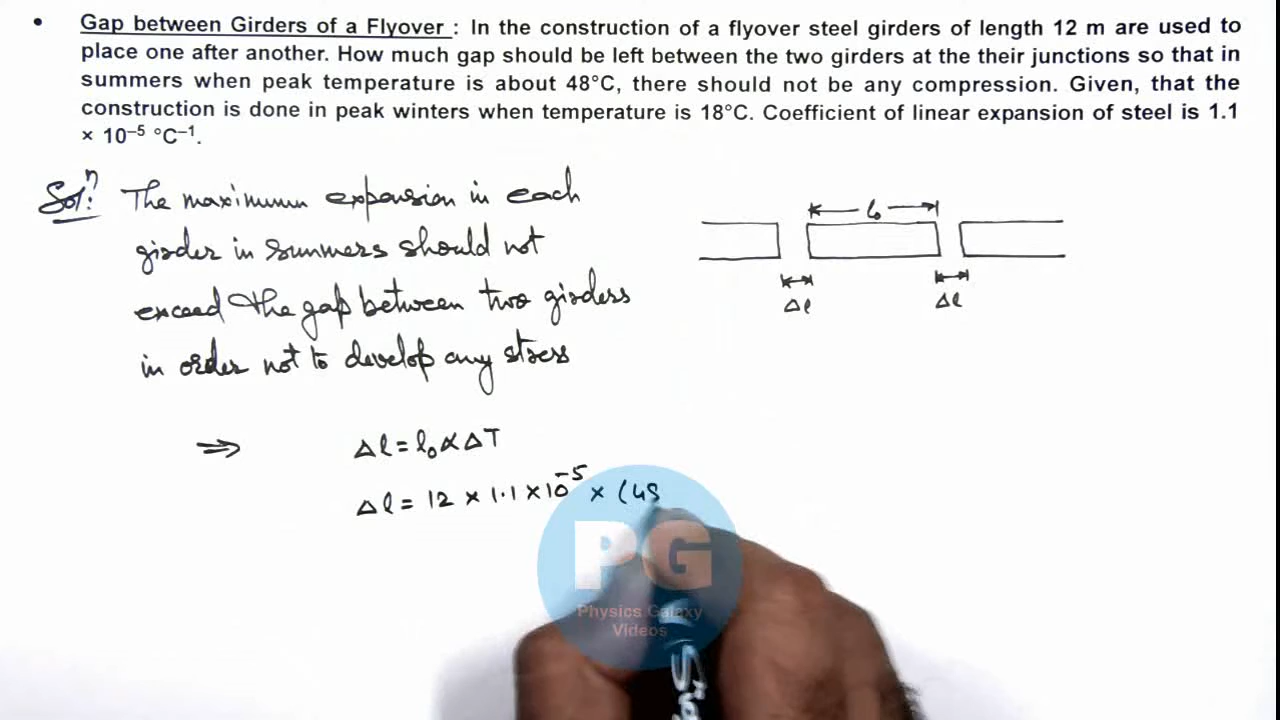 • Gap between Girders of a Flyover : In the construction of a flyover steel girders of length 12 m are used to
place one after another. How much gap should be left between the two girders at the their junctions so that in
summers when peak temperature is about 48°C, there should not be any compression. Given, that the
construction is done in peak winters when temperature is 18°C. Coefficient of linear expansion of steel is 1.1
× 10⁻⁵ °C⁻¹.
Solⁿ: The maximum expansion in each
girder in summers should not
exceed the gap between two girders
in order not to develop any stress
l₀
Δl Δl
⇒ Δl = l₀αΔT
Δl = 12 × 1.1 × 10⁻⁵ × (48
PG
Physics Galaxy
Videos